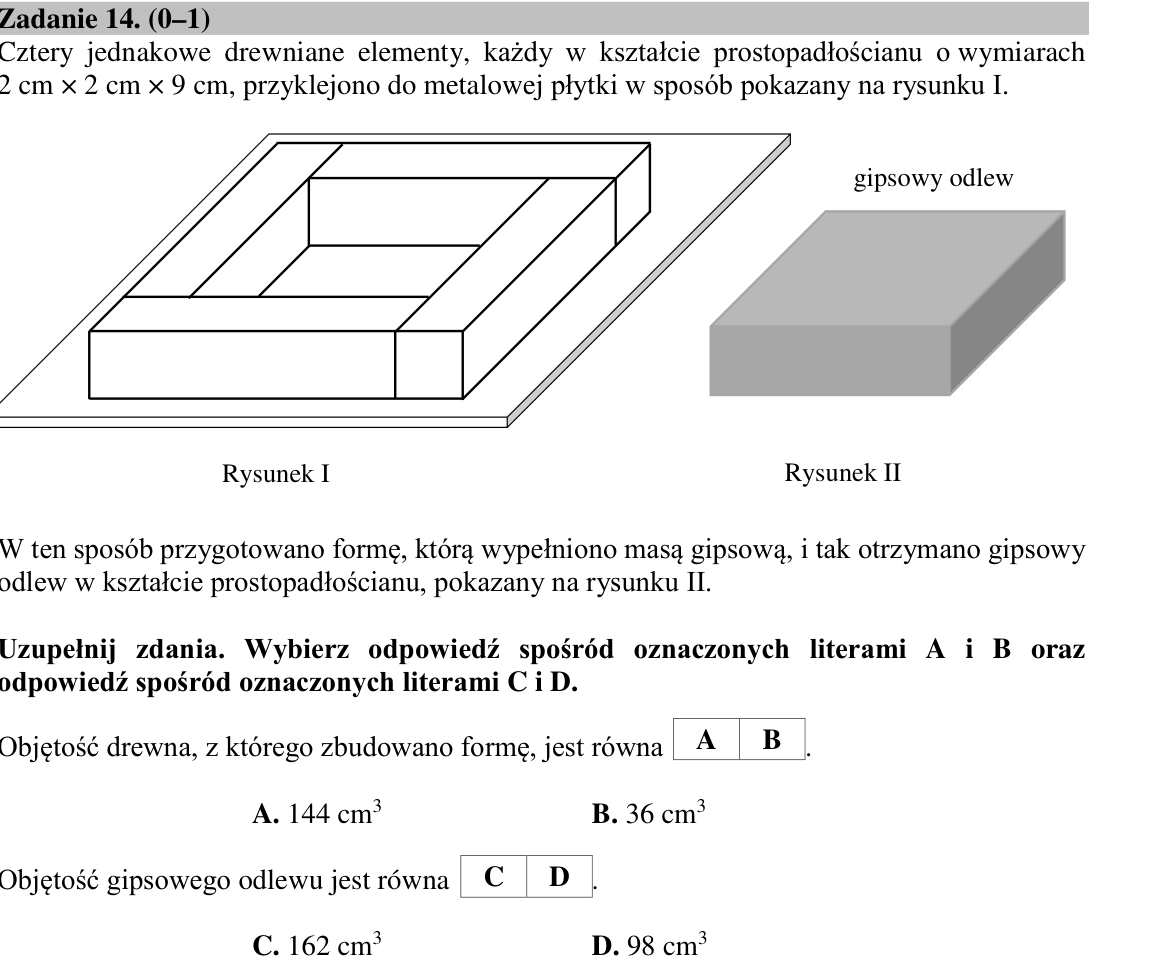 Zadanie 14. (0–1)
Cztery jednakowe drewniane elementy, każdy w kształcie prostopadłościanu o wymiarach
2 cm × 2 cm × 9 cm, przyklejono do metalowej płytki w sposób pokazany na rysunku I.
gipsowy odlew
Rysunek I
Rysunek II
W ten sposób przygotowano formę, którą wypełniono masą gipsową, i tak otrzymano gipsowy
odlew w kształcie prostopadłościanu, pokazany na rysunku II.
Uzupełnij zdania. Wybierz odpowiedź spośród oznaczonych literami A i B oraz
odpowiedź spośród oznaczonych literami C i D.
Objętość drewna, z którego zbudowano formę, jest równa A B .
A. 144 cm³ B. 36 cm³
Objętość gipsowego odlewu jest równa C D .
C. 162 cm³ D. 98 cm³